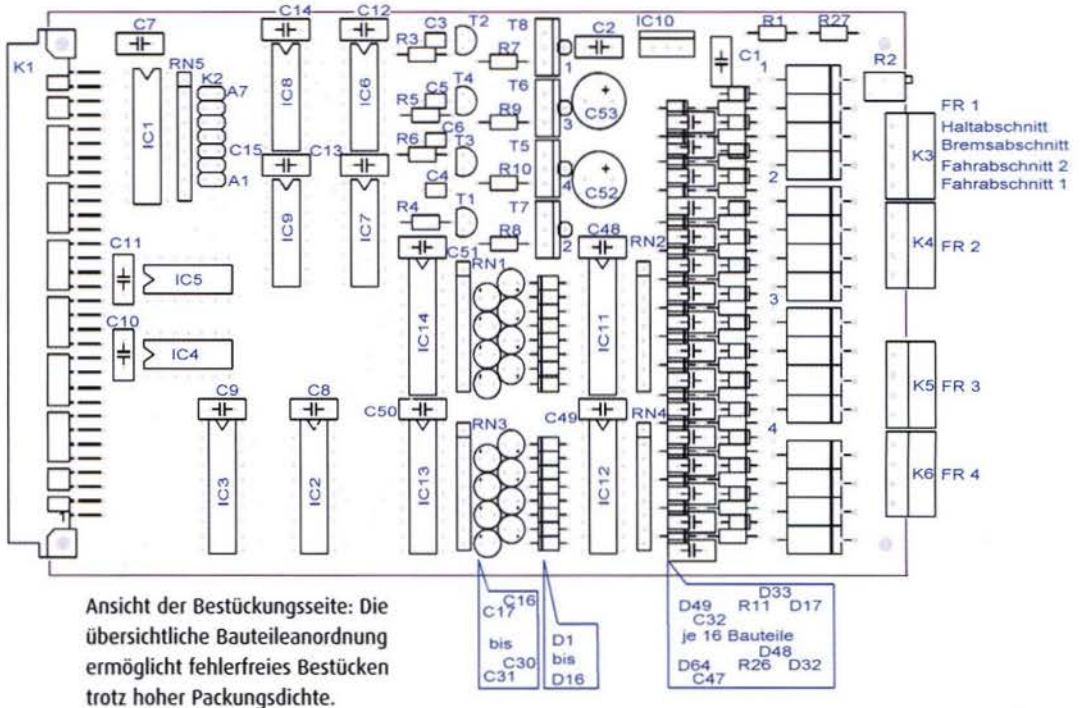 C14
C12
C7
K1
RN5
K2
A7
IC8
IC6
IC1
C15
A1
C13
IC9
IC7
C11
IC5
C10
IC4
C9
C8
IC3
IC2
C3
T2
R3
R7
T8
C2
IC10
R1
R27
C1
1
R2
1
C5
T4
R5
R9
T6
C53
3
C6
T3
R6
R10
T5
C52
4
C4
R4
T1
R8
T7
2
C51
C48
RN2
RN1
IC14
IC11
C50
C49
RN3
RN4
IC13
IC12
2
3
4
K3
K4
K5
K6
FR 1
Haltabschnitt
Bremsabschnitt
Fahrabschnitt 2
Fahrabschnitt 1
FR 2
FR 3
FR 4
C16
C17
bis
C30
C31
D1
bis
D16
D33
D49 R11 D17
C32
je 16 Bauteile
D48
D64 R26 D32
C47
Ansicht der Bestückungsseite: Die
übersichtliche Bauteileanordnung
ermöglicht fehlerfreies Bestücken
trotz hoher Packungsdichte.